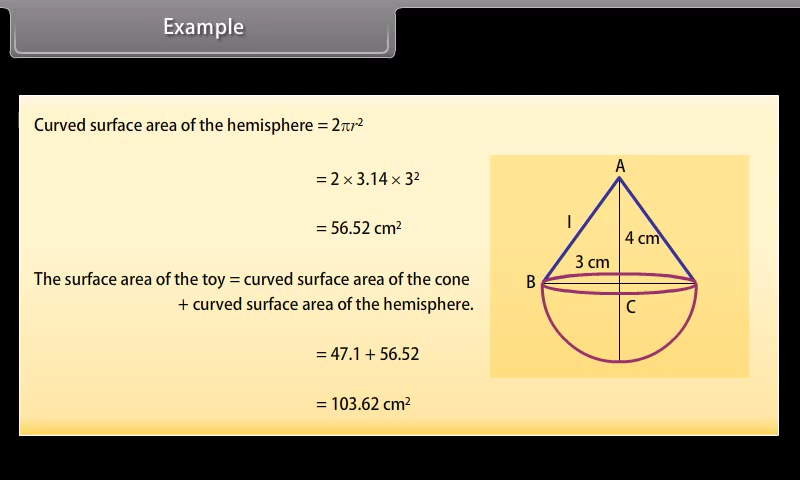 Example
Curved surface area of the hemisphere = 2πr²
= 2 × 3.14 × 3²
= 56.52 cm²
The surface area of the toy = curved surface area of the cone
+ curved surface area of the hemisphere.
= 47.1 + 56.52
= 103.62 cm²
A
l
4 cm
3 cm
B
C